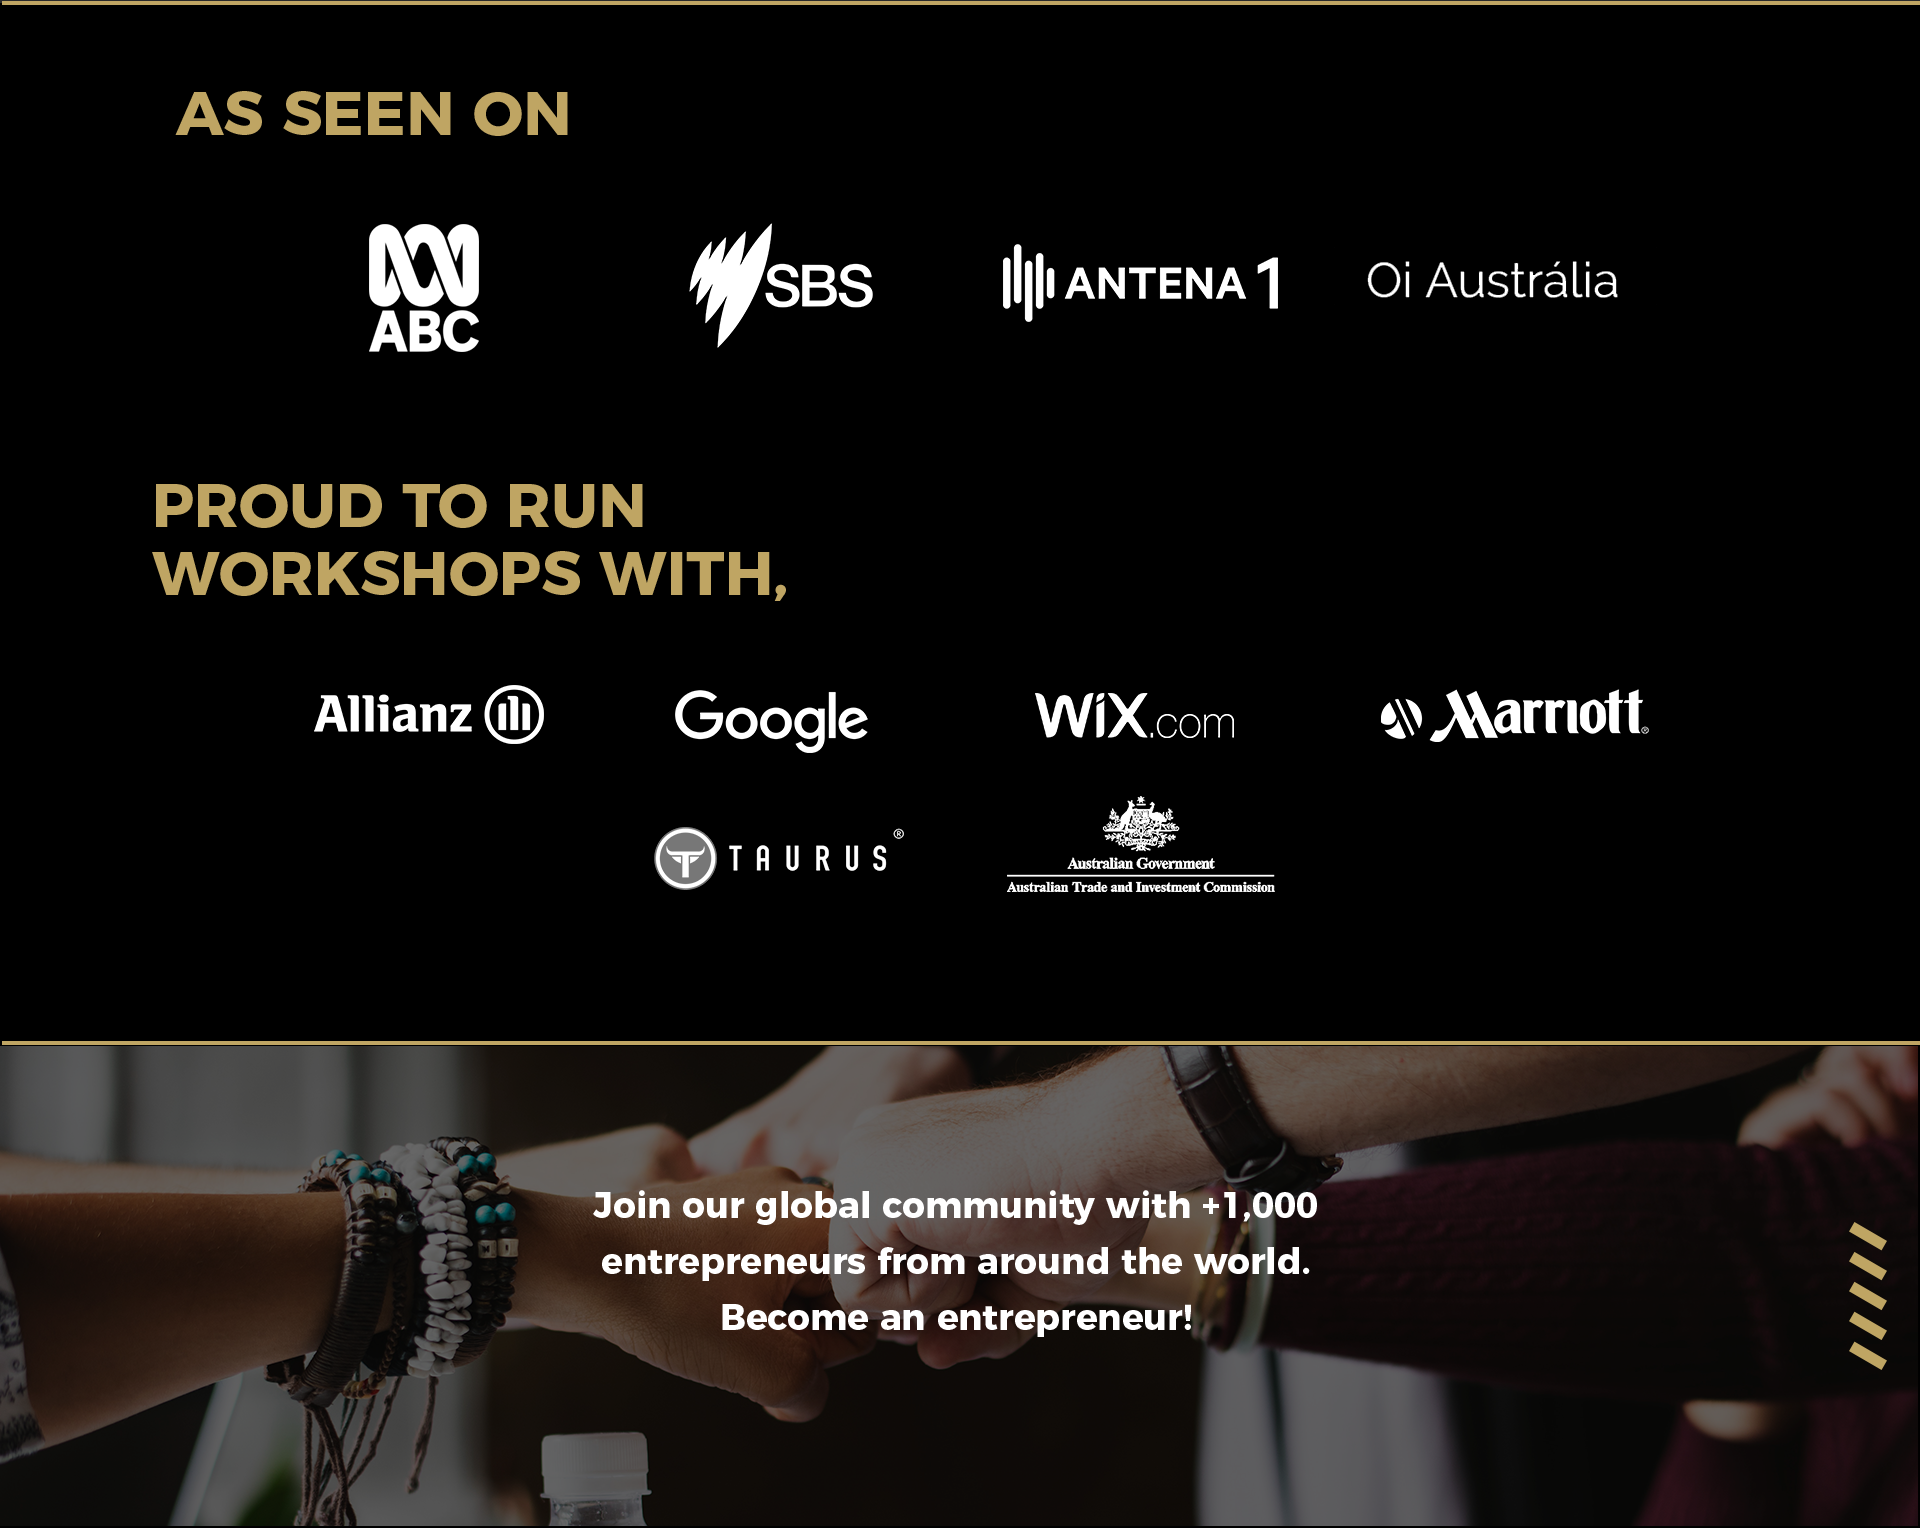 AS SEEN ON
ABC
SBS
ANTENA 1
Oi Austrália
PROUD TO RUN
WORKSHOPS WITH,
Allianz
Google
WiX.com
Marriott®
TAURUS®
Australian Government
Australian Trade and Investment Commission
Join our global community with +1,000
entrepreneurs from around the world.
Become an entrepreneur!